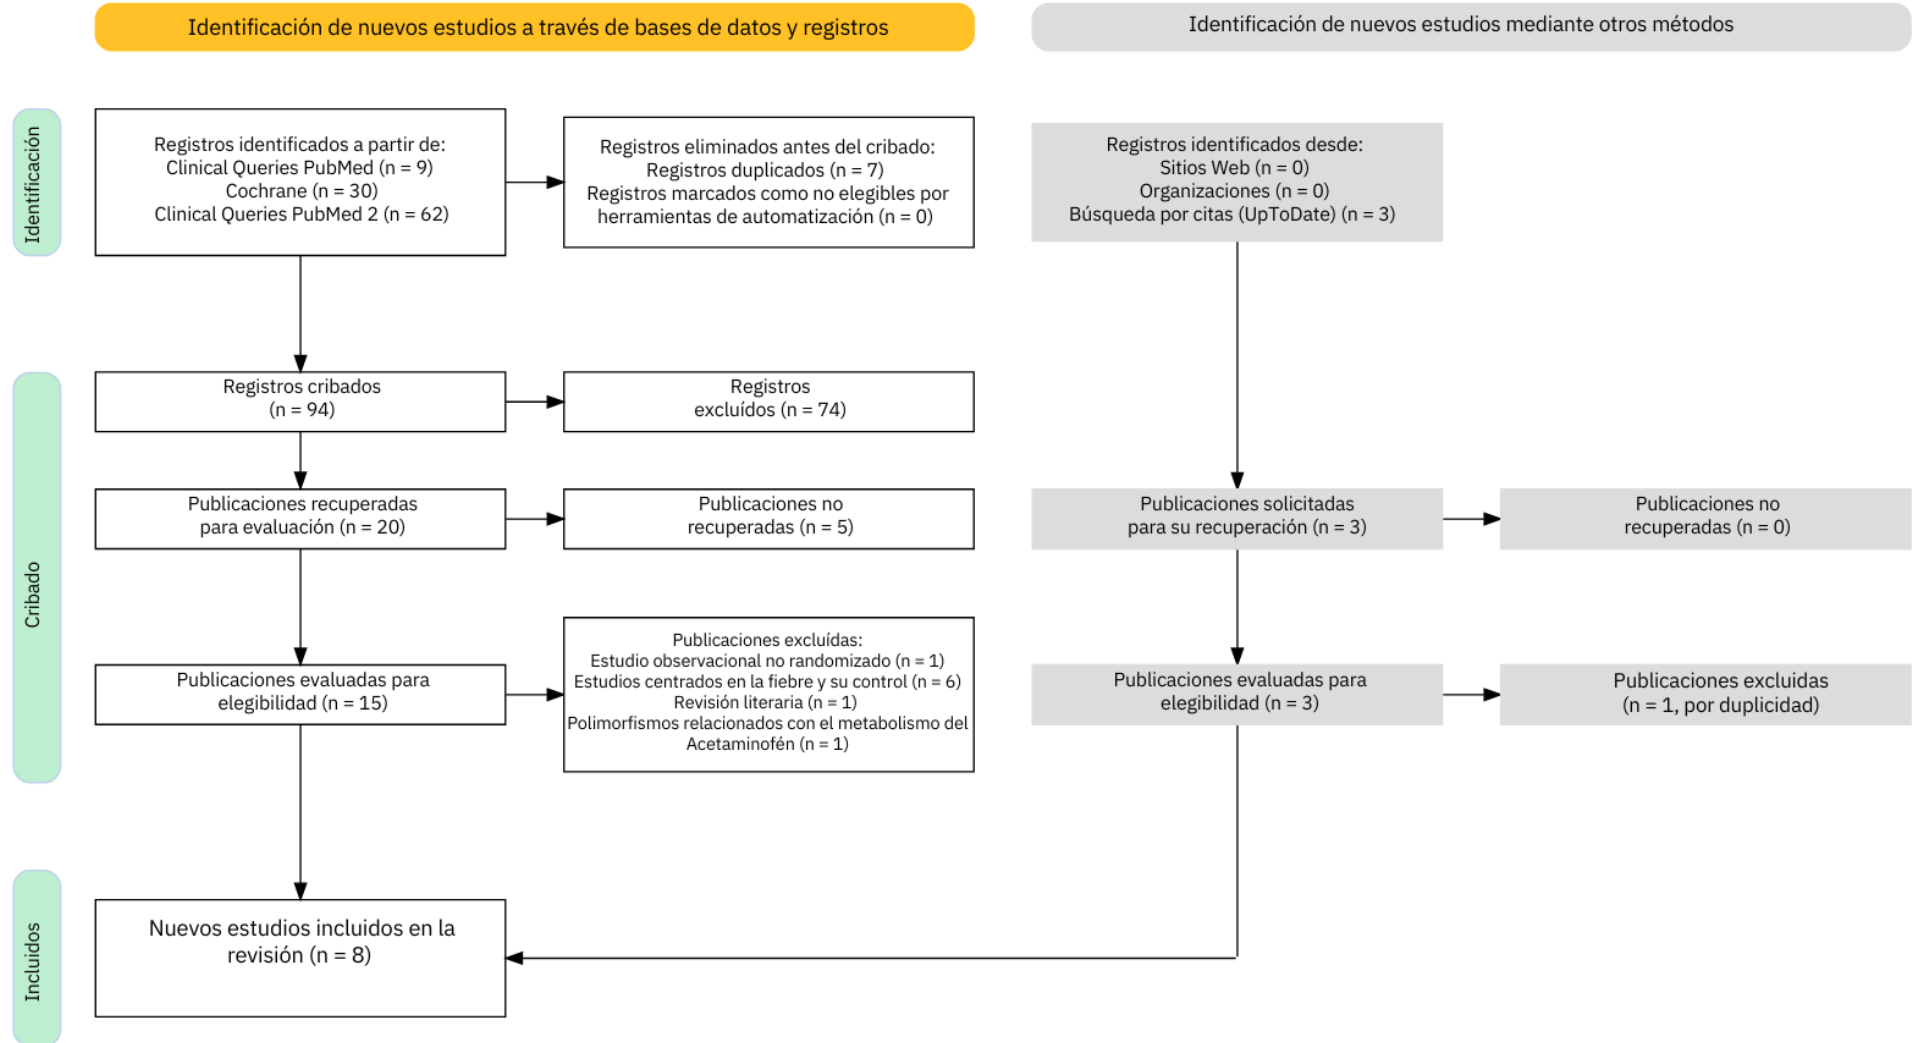 Identificación de nuevos estudios a través de bases de datos y registros
Identificación de nuevos estudios mediante otros métodos
Identificación
Registros identificados a partir de:
Clinical Queries PubMed (n = 9)
Cochrane (n = 30)
Clinical Queries PubMed 2 (n = 62)
Registros eliminados antes del cribado:
Registros duplicados (n = 7)
Registros marcados como no elegibles por
herramientas de automatización (n = 0)
Registros identificados desde:
Sitios Web (n = 0)
Organizaciones (n = 0)
Búsqueda por citas (UpToDate) (n = 3)
Cribado
Registros cribados
(n = 94)
Registros
excluídos (n = 74)
Publicaciones recuperadas
para evaluación (n = 20)
Publicaciones no
recuperadas (n = 5)
Publicaciones solicitadas
para su recuperación (n = 3)
Publicaciones no
recuperadas (n = 0)
Publicaciones evaluadas para
elegibilidad (n = 15)
Publicaciones excluídas:
Estudio observacional no randomizado (n = 1)
Estudios centrados en la fiebre y su control (n = 6)
Revisión literaria (n = 1)
Polimorfismos relacionados con el metabolismo del
Acetaminofén (n = 1)
Publicaciones evaluadas para
elegibilidad (n = 3)
Publicaciones excluidas
(n = 1, por duplicidad)
Incluidos
Nuevos estudios incluidos en la
revisión (n = 8)